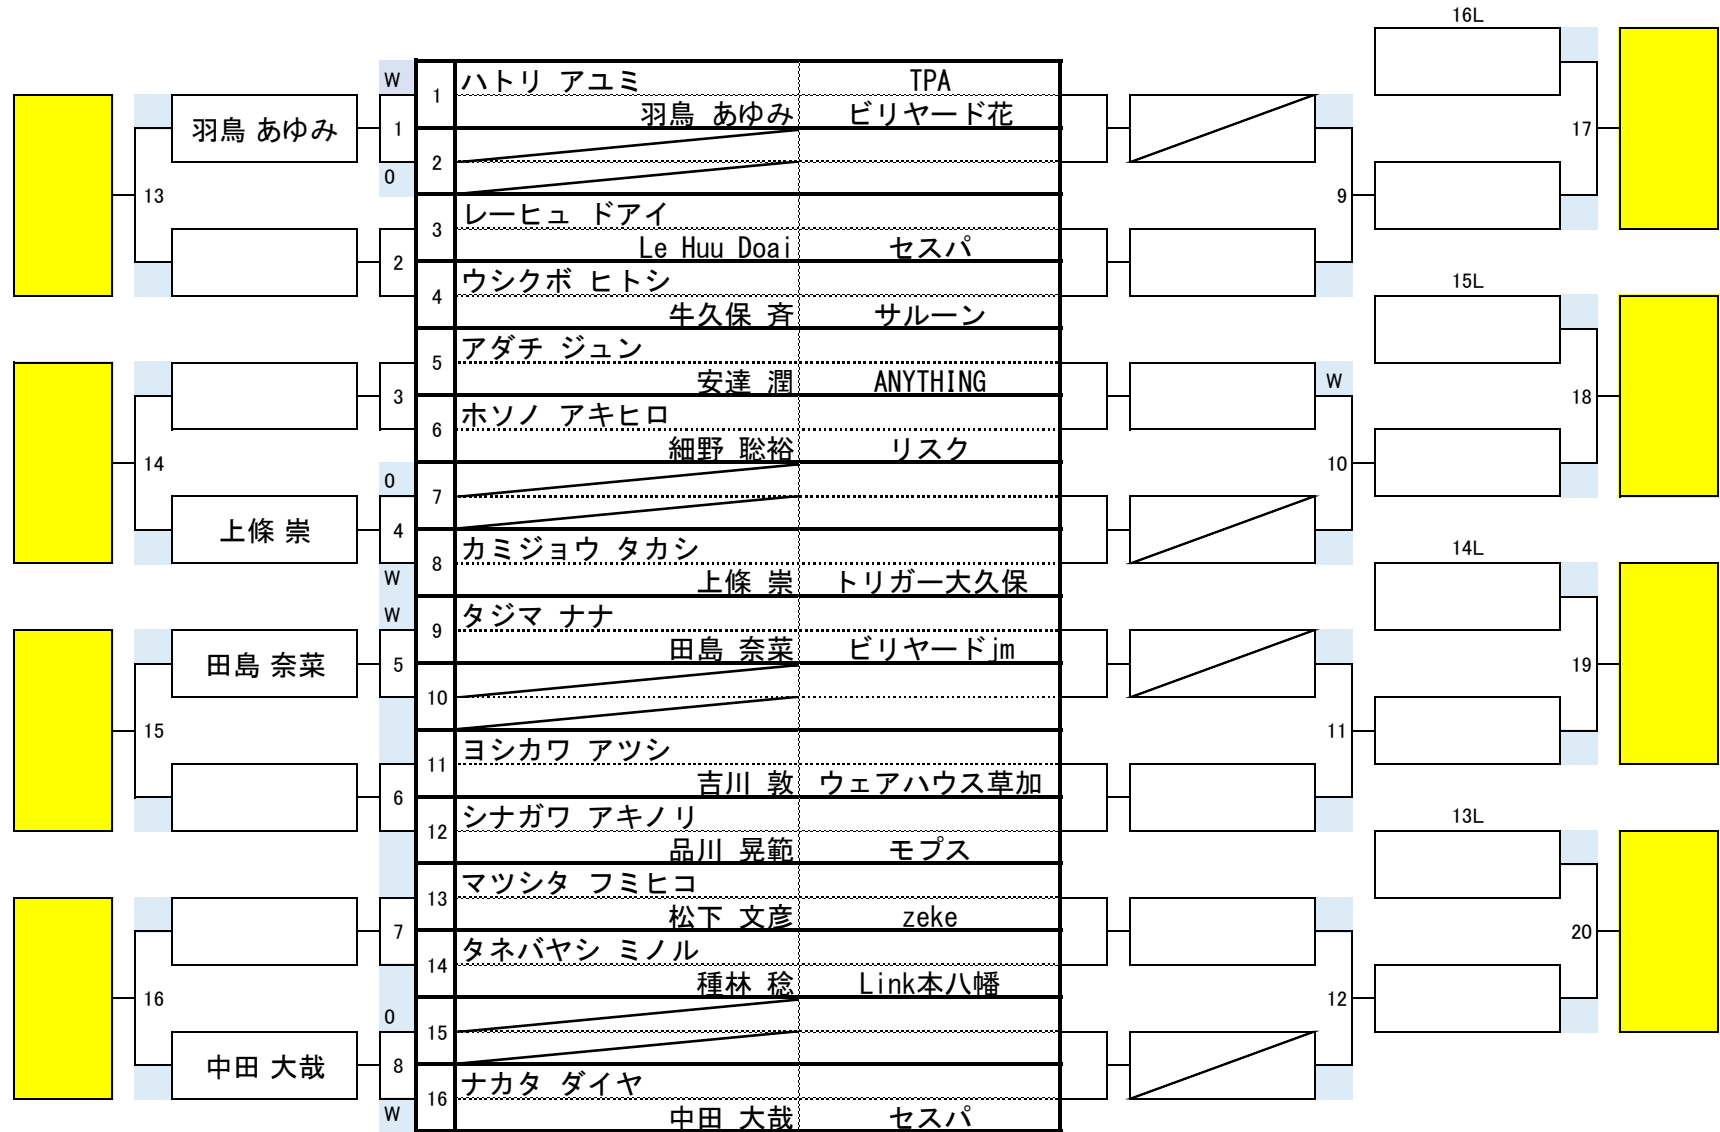 16L
W
1
ハトリ アユミ
TPA
羽鳥 あゆみ
1
羽鳥 あゆみ
ビリヤード花
17
2
0
13
9
3
レーヒュ ドアイ
Le Huu Doai
セスパ
2
15L
4
ウシクボ ヒトシ
牛久保 斉
サルーン
5
アダチ ジュン
安達 潤
ANYTHING
W
3
18
6
ホソノ アキヒロ
細野 聡裕
リスク
14
10
0
7
上條 崇
4
14L
8
カミジョウ タカシ
W
上條 崇
トリガー大久保
W
9
タジマ ナナ
田島 奈菜
5
田島 奈菜
ビリヤードjm
19
10
15
11
11
ヨシカワ アツシ
吉川 敦
ウェアハウス草加
6
13L
12
シナガワ アキノリ
品川 晃範
モプス
13
マツシタ フミヒコ
松下 文彦
zeke
7
20
14
タネバヤシ ミノル
種林 稔
Link本八幡
16
12
0
15
中田 大哉
8
16
ナカタ ダイヤ
W
中田 大哉
セスパ